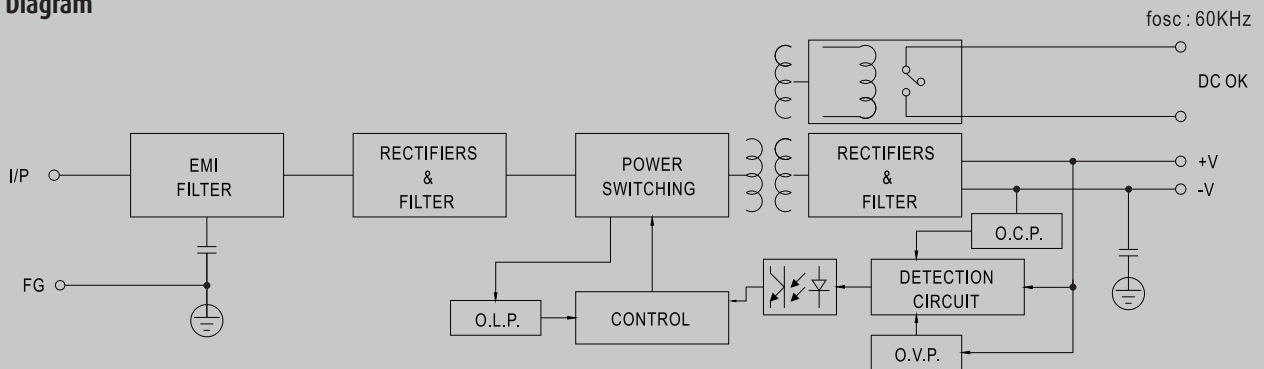 Diagram
fosc : 60KHz
DC OK
I/P
EMI
FILTER
RECTIFIERS
&
FILTER
POWER
SWITCHING
RECTIFIERS
&
FILTER
+V
-V
O.C.P.
FG
O.L.P.
CONTROL
DETECTION
CIRCUIT
O.V.P.